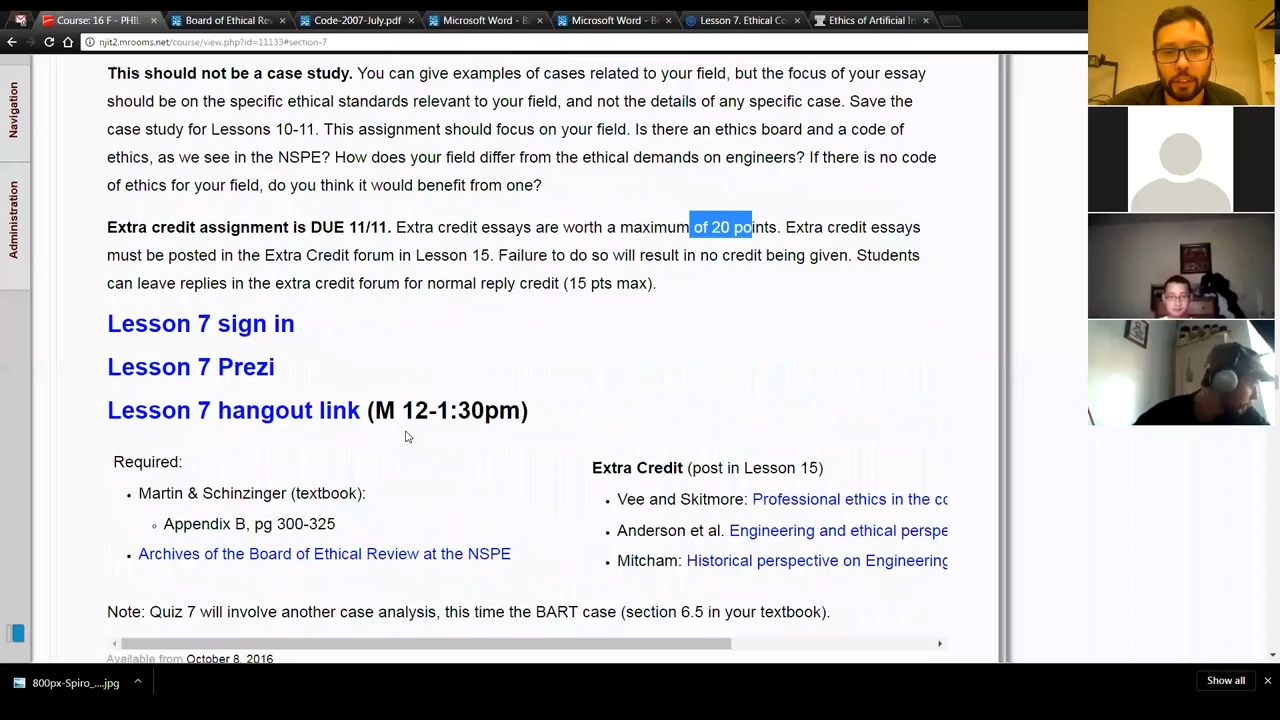 Course: 16 F - PHIL
Board of Ethical Re
Code-2007-July.pdf
Microsoft Word - B
Microsoft Word - Be
Lesson 7. Ethical Co
Ethics of Artificial In
njit2.mrooms.net/course/view.php?id=11133#section-7
Navigation
Administration
This should not be a case study. You can give examples of cases related to your field, but the focus of your essay
should be on the specific ethical standards relevant to your field, and not the details of any specific case. Save the
case study for Lessons 10-11. This assignment should focus on your field. Is there an ethics board and a code of
ethics, as we see in the NSPE? How does your field differ from the ethical demands on engineers? If there is no code
of ethics for your field, do you think it would benefit from one?
Extra credit assignment is DUE 11/11. Extra credit essays are worth a maximum of 20 points. Extra credit essays
must be posted in the Extra Credit forum in Lesson 15. Failure to do so will result in no credit being given. Students
can leave replies in the extra credit forum for normal reply credit (15 pts max).
Lesson 7 sign in
Lesson 7 Prezi
Lesson 7 hangout link (M 12-1:30pm)
Required:
Martin & Schinzinger (textbook):
Appendix B, pg 300-325
Archives of the Board of Ethical Review at the NSPE
Extra Credit (post in Lesson 15)
Vee and Skitmore: Professional ethics in the co
Anderson et al. Engineering and ethical perspe
Mitcham: Historical perspective on Engineering
Note: Quiz 7 will involve another case analysis, this time the BART case (section 6.5 in your textbook).
Available from October 8, 2016
800px-Spiro_....jpg
Show all